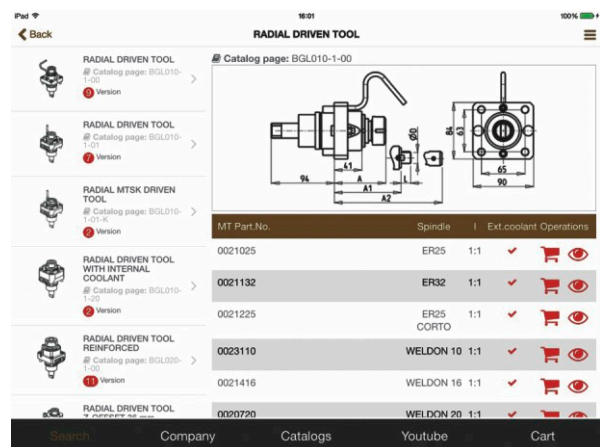 iPad
16:01
100%
Back
RADIAL DRIVEN TOOL
RADIAL DRIVEN TOOL
Catalog page: BGL010-
1-00
9 Version
RADIAL DRIVEN TOOL
Catalog page: BGL010-
1-01
7 Version
RADIAL MTSK DRIVEN
TOOL
Catalog page: BGL010-
1-01-K
2 Version
RADIAL DRIVEN TOOL
WITH INTERNAL
COOLANT
Catalog page: BGL010-
1-20
2 Version
RADIAL DRIVEN TOOL
REINFORCED
Catalog page: BGL020-
1-00
11 Version
RADIAL DRIVEN TOOL
Z-OFFSET 36 mm
Catalog page: BGL010-1-00
41
94
A
A1
A2
L
ØD
84
63
65
90
MT Part.No. Spindle I Ext.coolant Operations
0021025 ER25 1:1
0021132 ER32 1:1
0021225 ER25 CORTO 1:1
0023110 WELDON 10 1:1
0021416 WELDON 16 1:1
0020720 WELDON 20 1:1
Search Company Catalogs Youtube Cart